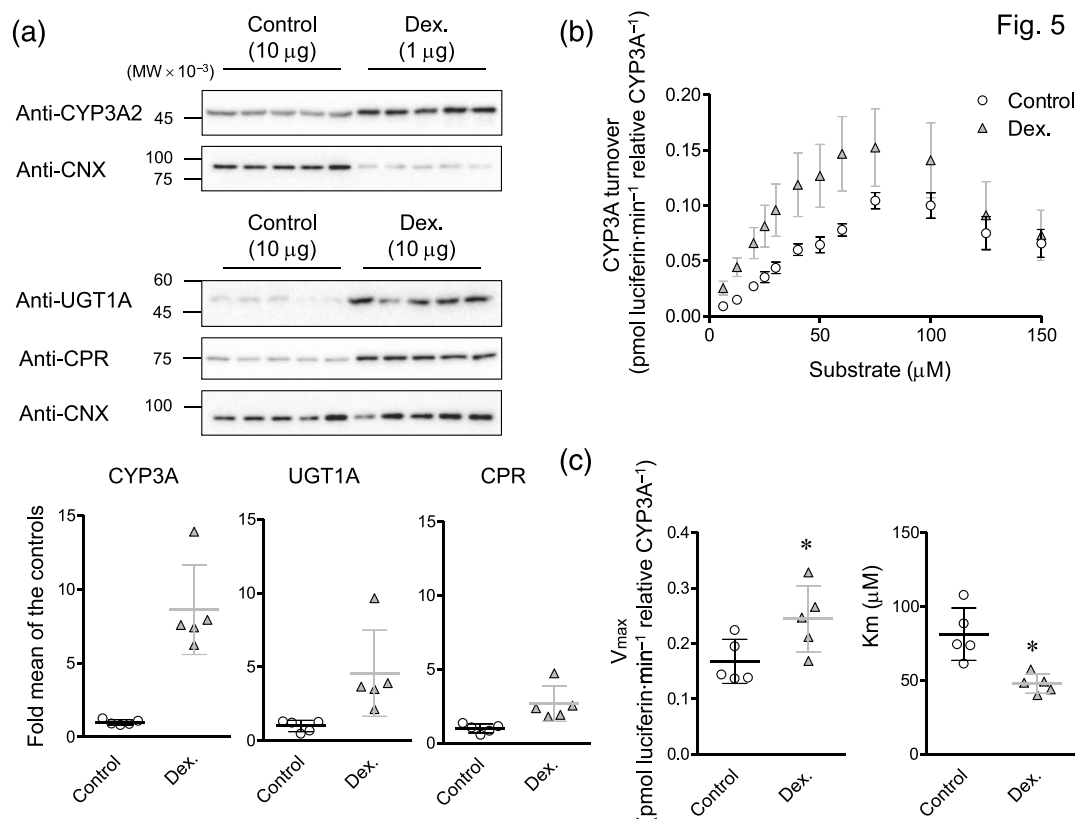 Fig. 5
(a)
Control
(10 μg)
Dex.
(1 μg)
(MW × 10⁻³)
Anti-CYP3A2
45
Anti-CNX
100
75
Control
(10 μg)
Dex.
(10 μg)
Anti-UGT1A
60
45
Anti-CPR
75
Anti-CNX
100
CYP3A
UGT1A
CPR
Fold mean of the controls
15
10
5
0
Control
Dex.
15
10
5
0
Control
Dex.
15
10
5
0
Control
Dex.
(b)
CYP3A turnover
(pmol luciferin·min⁻¹ relative CYP3A⁻¹)
0.20
0.15
0.10
0.05
0.00
0
50
100
150
Substrate (μM)
Control
Dex.
(c)
Vmax
(pmol luciferin·min⁻¹ relative CYP3A⁻¹)
0.4
0.3
0.2
0.1
0.0
*
Control
Dex.
Km (μM)
150
100
50
0
*
Control
Dex.